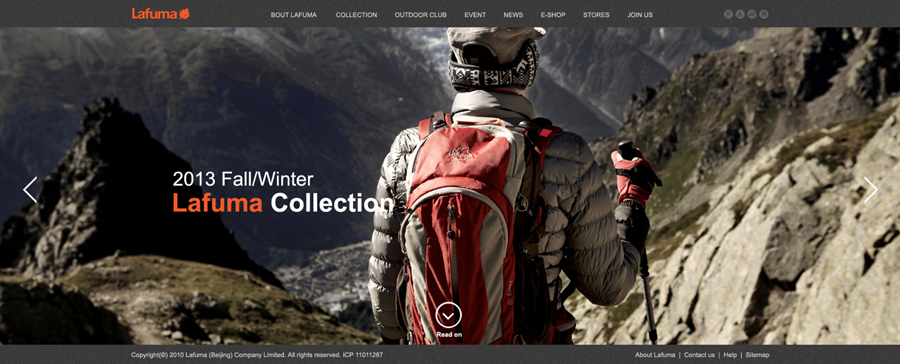 Lafuma
BOUT LAFUMA COLLECTION OUTDOOR CLUB EVENT NEWS E-SHOP STORES JOIN US
2013 Fall/Winter
Lafuma Collection
Read on
Copyright(©) 2010 Lafuma (Beijing) Company Limited. All rights reserved. ICP 11011287
About Lafuma | Contact us | Help | Sitemap